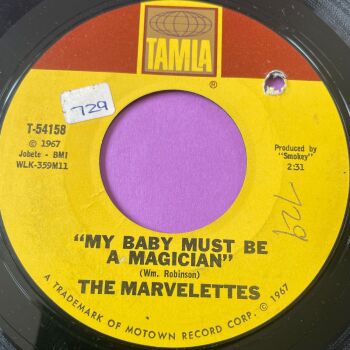 TAMLA
®
729
T-54158
© 1967
Jobete - BMI
WLK-359M11
Produced by
"Smokey"
2:31
729
"MY BABY MUST BE
A MAGICIAN"
(Wm. Robinson)
THE MARVELETTES
A TRADEMARK OF MOTOWN RECORD CORP. © 1967